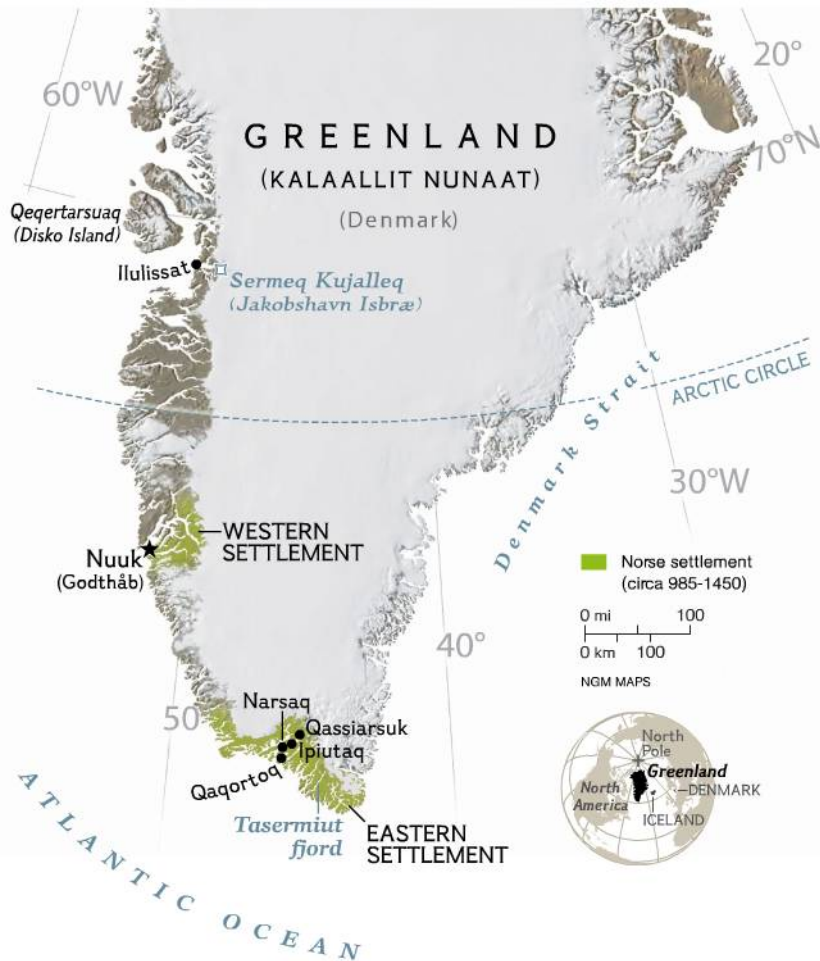 60°W
20°
GREENLAND
(KALAALLIT NUNAAT)
(Denmark)
70°N
Qeqertarsuaq
(Disko Island)
Ilulissat
Sermeq Kujalleq
(Jakobshavn Isbræ)
ARCTIC CIRCLE
Denmark Strait
30°W
WESTERN
SETTLEMENT
Nuuk
(Godthåb)
Norse settlement
(circa 985-1450)
0 mi 100
0 km 100
NGM MAPS
40°
50
Narsaq
Qassiarsuk
Ipiutaq
Qaqortoq
Tasermiut
fjord
EASTERN
SETTLEMENT
North
Pole
Greenland
North
America
DENMARK
ICELAND
ATLANTIC OCEAN